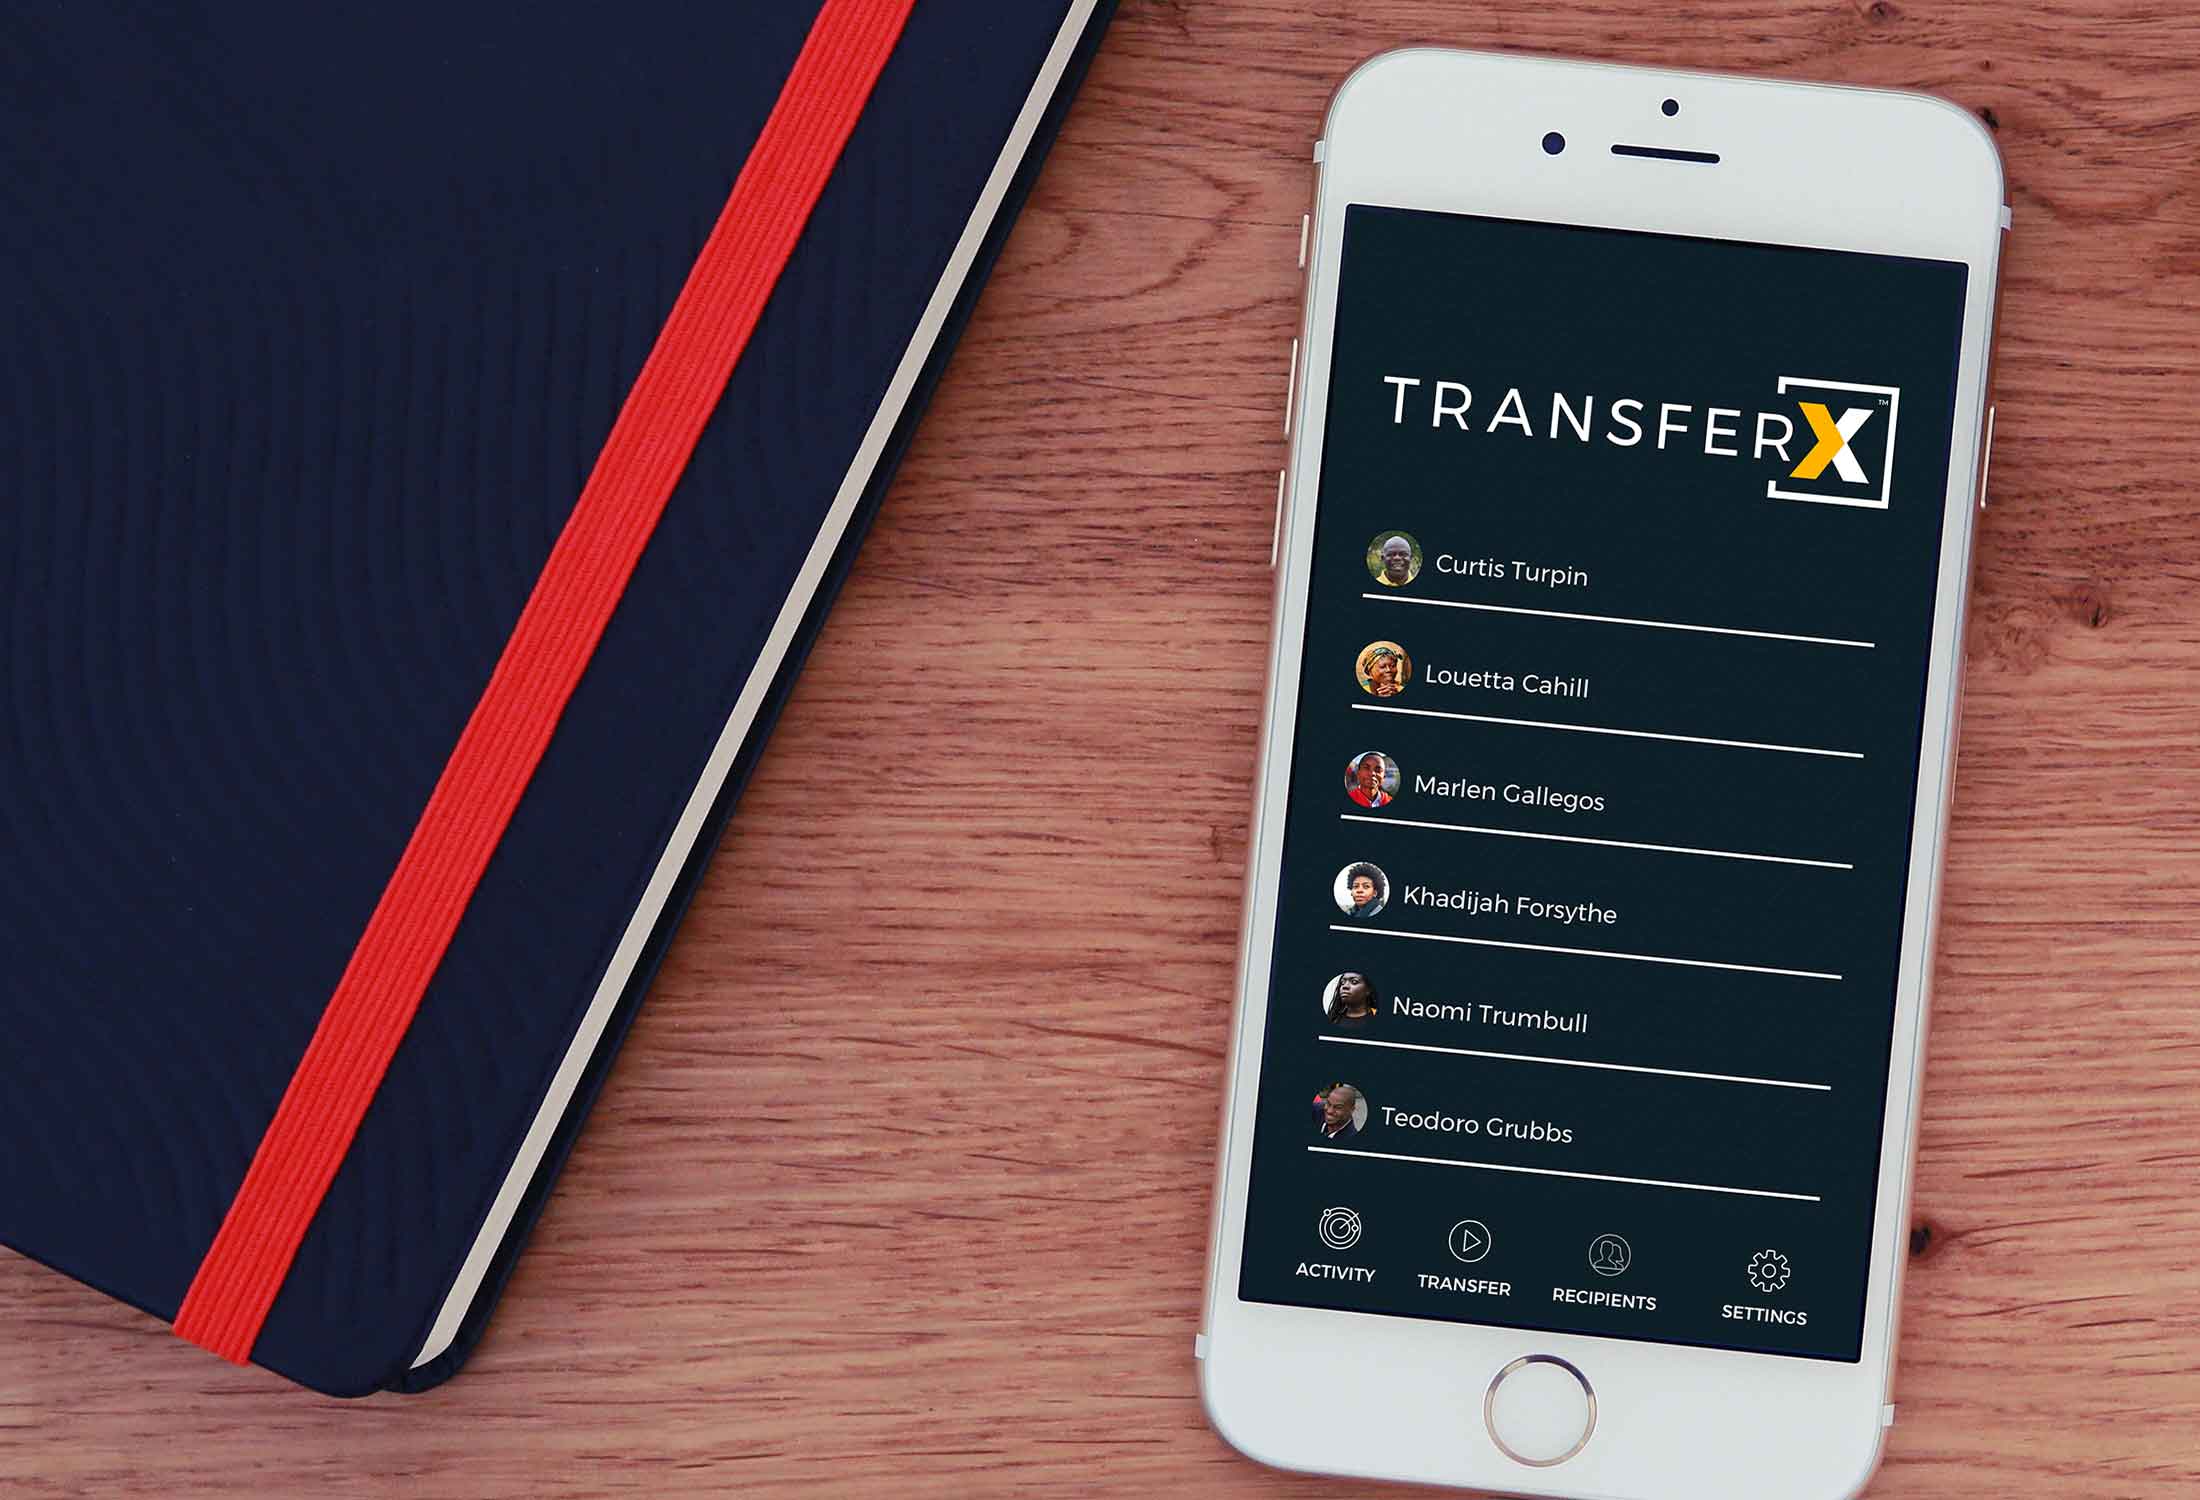 TRANSFERX™
Curtis Turpin
Louetta Cahill
Marlen Gallegos
Khadijah Forsythe
Naomi Trumbull
Teodoro Grubbs
ACTIVITY
TRANSFER
RECIPIENTS
SETTINGS